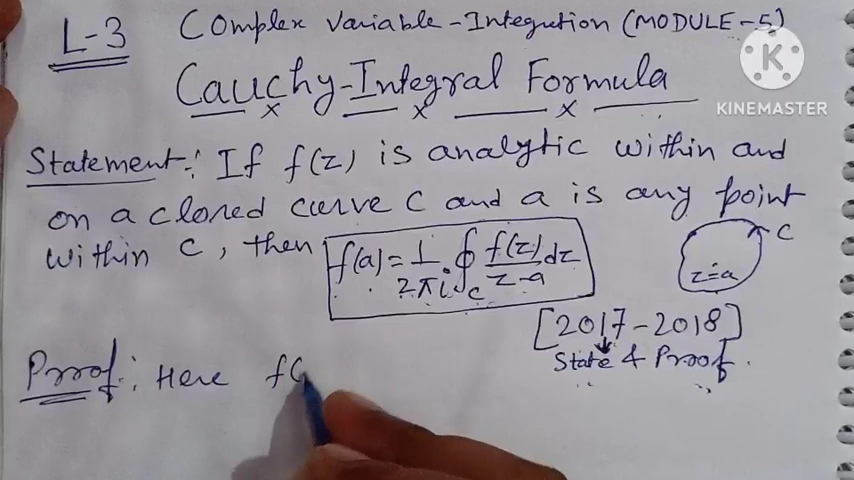 L-3 Complex Variable-Integration (MODULE-5)
Cauchy-Integral Formula
KINEMASTER
Statement: If f(z) is analytic within and
on a closed curve C and a is any point
within C, then f(a) = 1/2πi ∮c f(z)/z-a dz
C
z=a
[2017-2018]
State & Proof.
Proof: Here f(